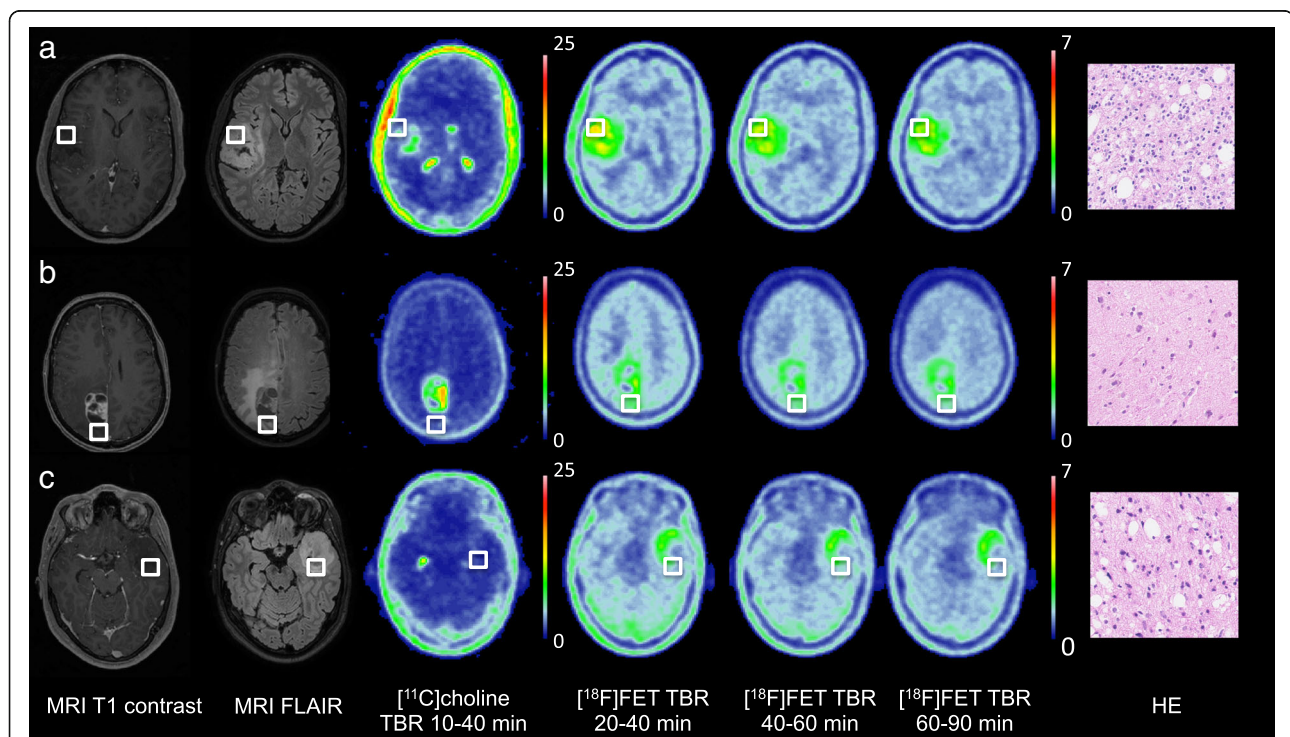 a
25
7
0
0
b
25
7
0
0
c
25
7
0
0
MRI T1 contrast
MRI FLAIR
[¹¹C]choline
TBR 10-40 min
[¹⁸F]FET TBR
20-40 min
[¹⁸F]FET TBR
40-60 min
[¹⁸F]FET TBR
60-90 min
HE